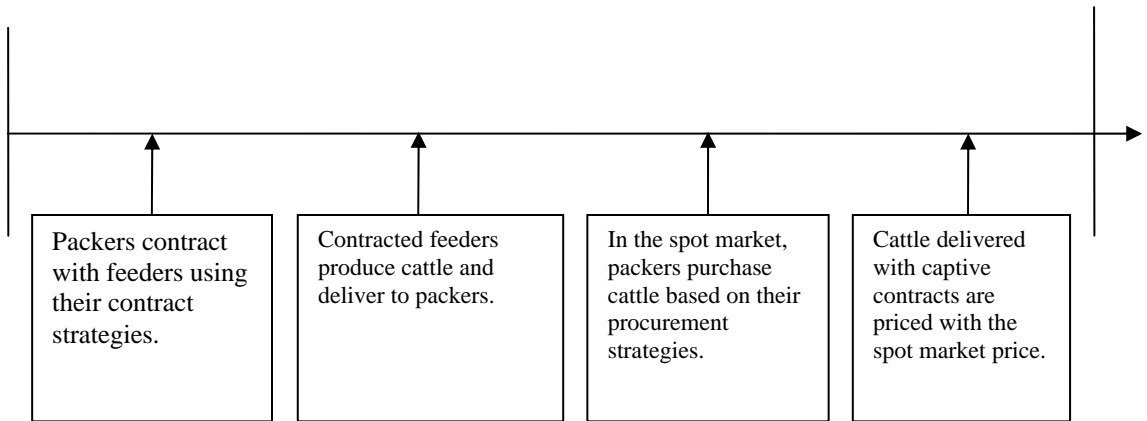 Packers contract
with feeders using
their contract
strategies.
Contracted feeders
produce cattle and
deliver to packers.
In the spot market,
packers purchase
cattle based on their
procurement
strategies.
Cattle delivered
with captive
contracts are
priced with the
spot market price.